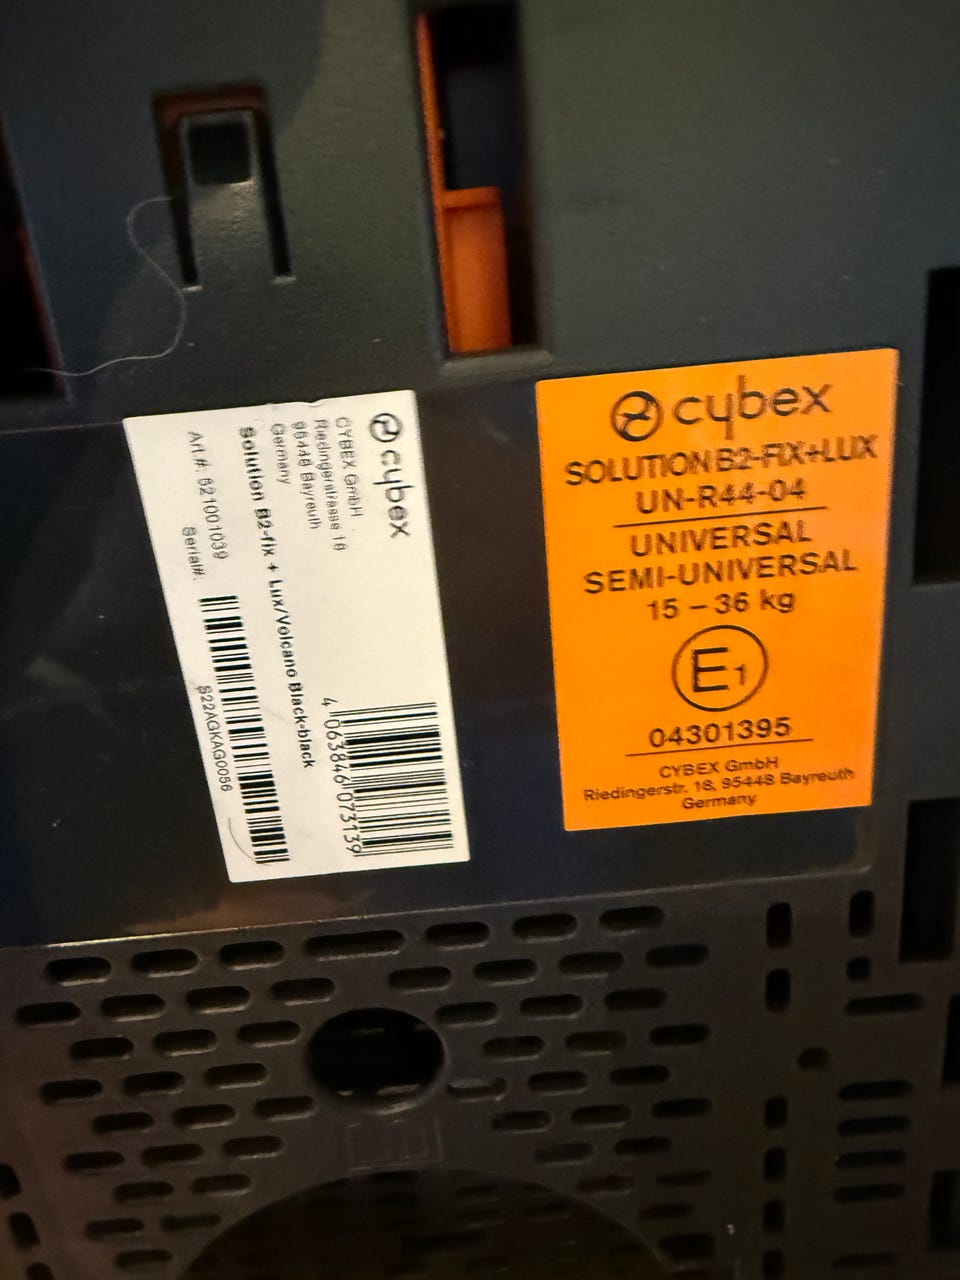 cybex
CYBEX GmbH
Riedingerstrasse 18
95448 Bayreuth
Germany
Solution B2-fix + Lux/Volcano Black-black
Art.#: 521001039
Serial#:
4 063846 073139
cybex
SOLUTION B2-FIX+LUX
UN-R44-04
UNIVERSAL
SEMI-UNIVERSAL
15 – 36 kg
E1
04301395
CYBEX GmbH
Riedingerstr. 18, 95448 Bayreuth
Germany